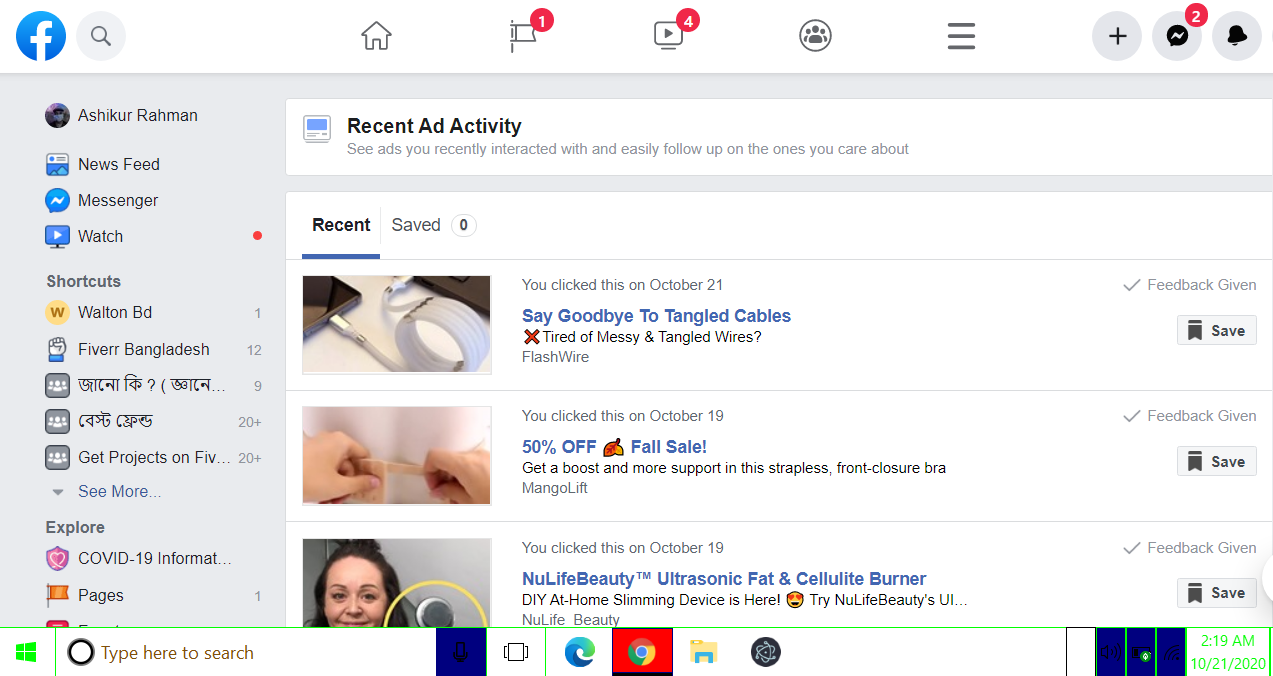 1
4
2
Ashikur Rahman
News Feed
Messenger
Watch
Shortcuts
W Walton Bd 1
Fiverr Bangladesh 12
জানো কি ? ( জ্ঞানে... 9
বেস্ট ফ্রেন্ড 20+
Get Projects on Fiv... 20+
See More...
Explore
COVID-19 Informat...
Pages 1
Recent Ad Activity
See ads you recently interacted with and easily follow up on the ones you care about
Recent Saved 0
You clicked this on October 21 Feedback Given
Say Goodbye To Tangled Cables
❌Tired of Messy & Tangled Wires? Save
FlashWire
You clicked this on October 19 Feedback Given
50% OFF 🍂 Fall Sale!
Get a boost and more support in this strapless, front-closure bra Save
MangoLift
You clicked this on October 19 Feedback Given
NuLifeBeauty™ Ultrasonic Fat & Cellulite Burner
DIY At-Home Slimming Device is Here! 😍 Try NuLifeBeauty's Ul... Save
NuLife_Beauty
Type here to search
2:19 AM
10/21/2020